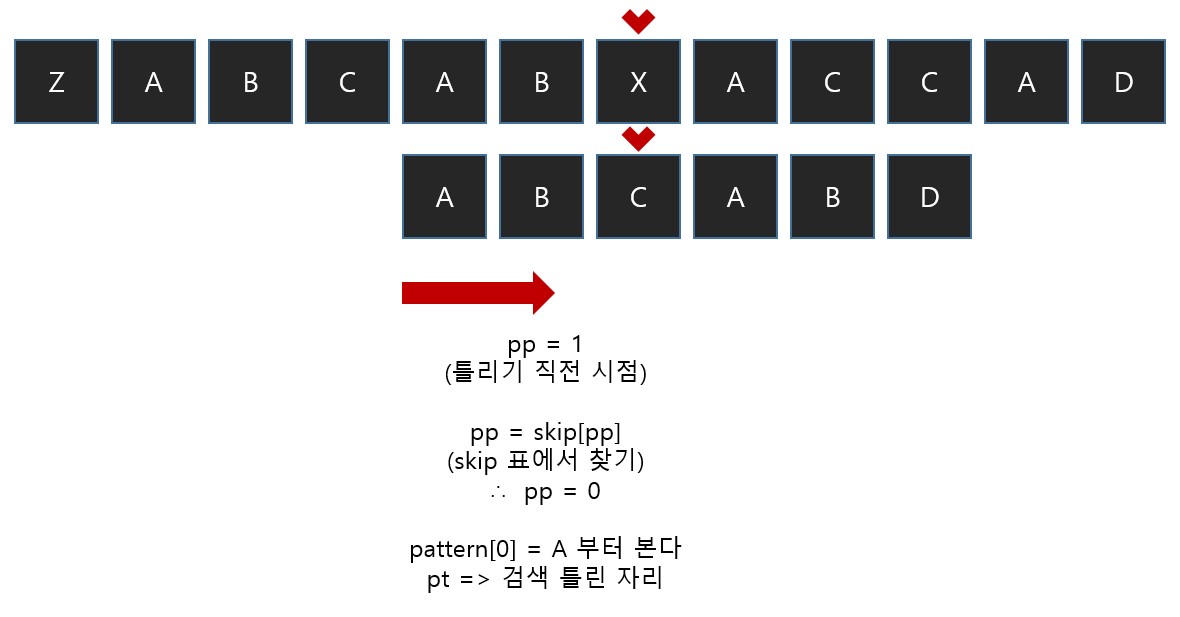 Z A B C A B X A C C A D
A B C A B D
pp = 1
(틀리기 직전 시점)
pp = skip[pp]
(skip 표에서 찾기)
∴ pp = 0
pattern[0] = A 부터 본다
pt => 검색 틀린 자리